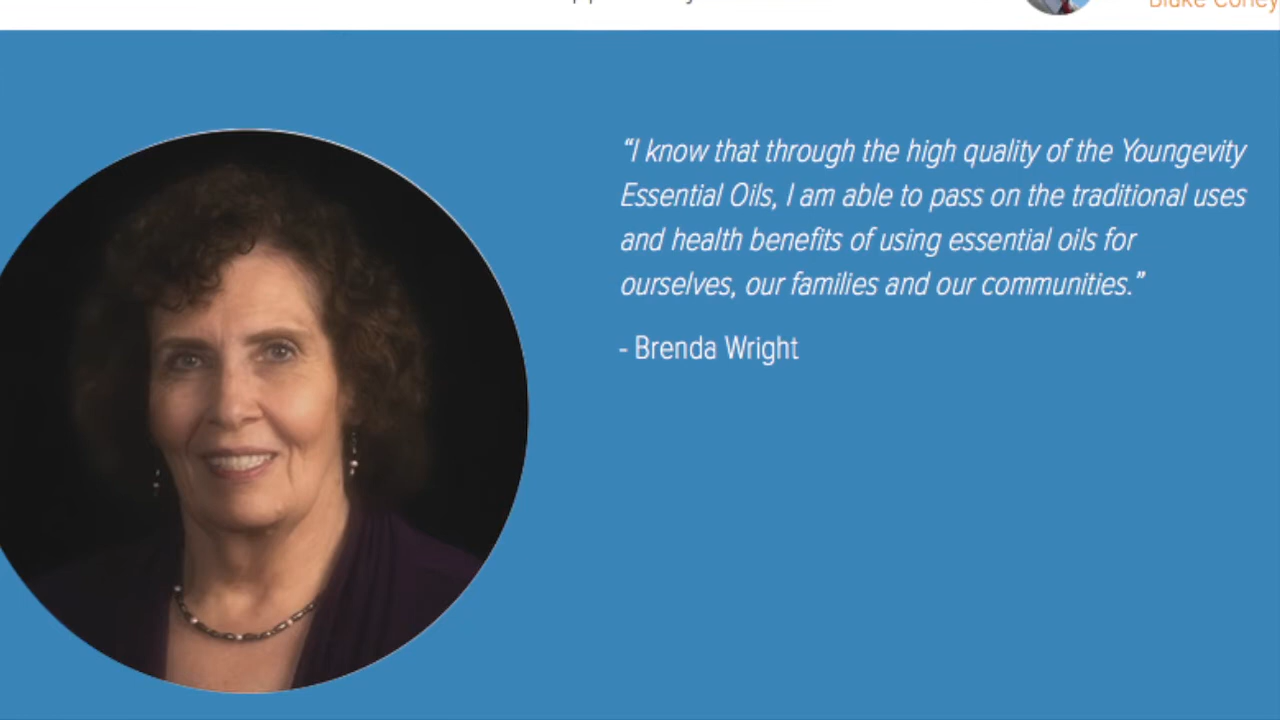 “I know that through the high quality of the Youngevity
Essential Oils, I am able to pass on the traditional uses
and health benefits of using essential oils for
ourselves, our families and our communities.”
- Brenda Wright